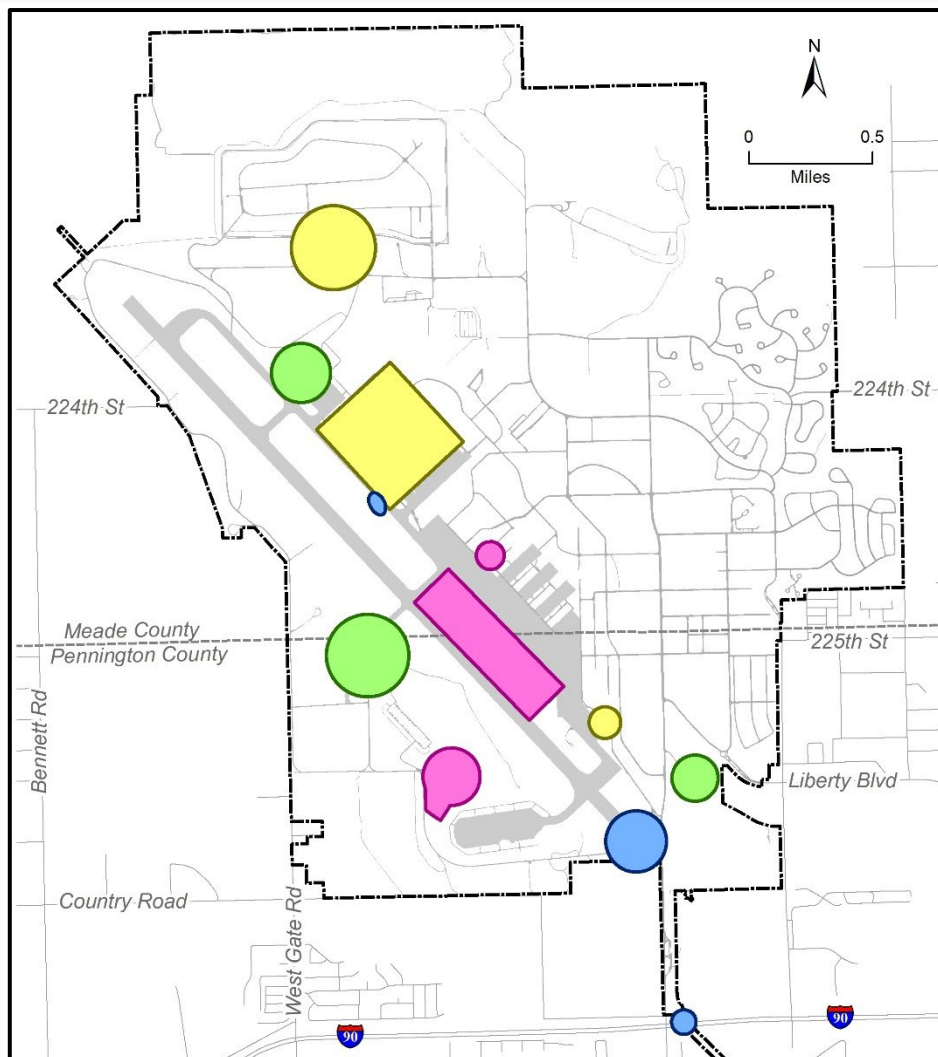 N
0 0.5
Miles
224th St
224th St
Meade County
225th St
Pennington County
Bennett Rd
Liberty Blvd
Country Road
West Gate Rd
90
90